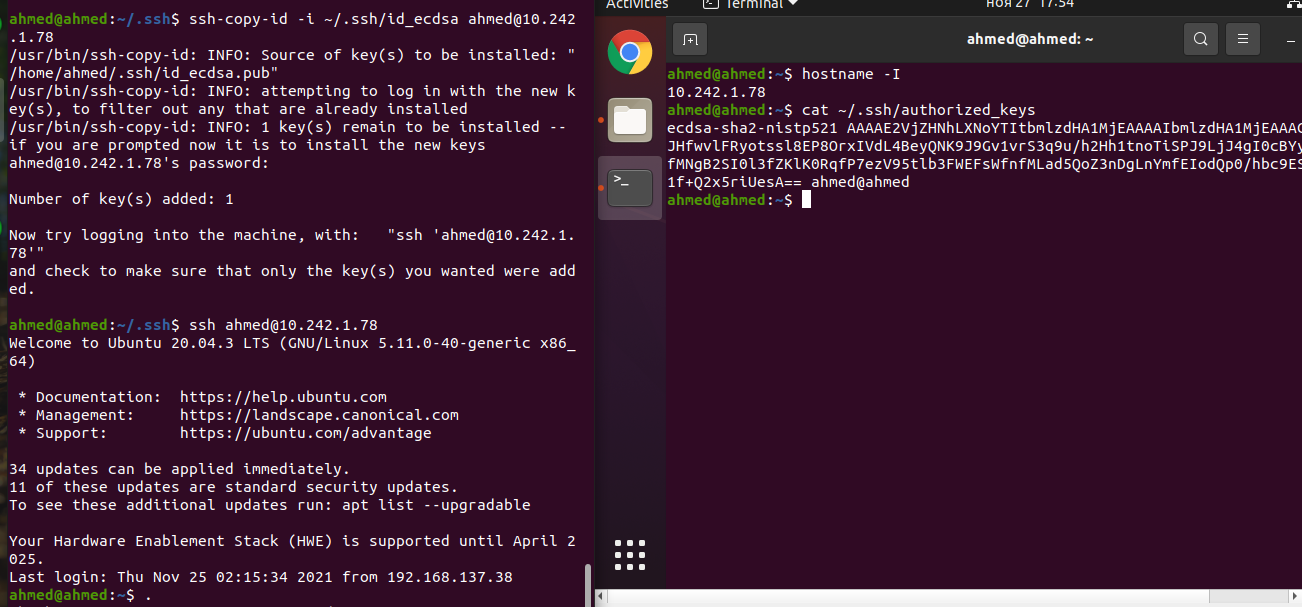 ahmed@ahmed:~/.ssh$ ssh-copy-id -i ~/.ssh/id_ecdsa ahmed@10.242
.1.78
/usr/bin/ssh-copy-id: INFO: Source of key(s) to be installed: "
/home/ahmed/.ssh/id_ecdsa.pub"
/usr/bin/ssh-copy-id: INFO: attempting to log in with the new k
ey(s), to filter out any that are already installed
/usr/bin/ssh-copy-id: INFO: 1 key(s) remain to be installed --
if you are prompted now it is to install the new keys
ahmed@10.242.1.78's password:
Number of key(s) added: 1
Now try logging into the machine, with:   "ssh 'ahmed@10.242.1.
78'"
and check to make sure that only the key(s) you wanted were add
ed.
ahmed@ahmed:~/.ssh$ ssh ahmed@10.242.1.78
Welcome to Ubuntu 20.04.3 LTS (GNU/Linux 5.11.0-40-generic x86_
64)
 * Documentation:  https://help.ubuntu.com
 * Management:     https://landscape.canonical.com
 * Support:        https://ubuntu.com/advantage
34 updates can be applied immediately.
11 of these updates are standard security updates.
To see these additional updates run: apt list --upgradable
Your Hardware Enablement Stack (HWE) is supported until April 2
025.
Last login: Thu Nov 25 02:15:34 2021 from 192.168.137.38
ahmed@ahmed:~$ .
Activities
Terminal
ноя 27 17:54
ahmed@ahmed: ~
ahmed@ahmed:~$ hostname -I
10.242.1.78
ahmed@ahmed:~$ cat ~/.ssh/authorized_keys
ecdsa-sha2-nistp521 AAAAE2VjZHNhLXNoYTItbmlzdHA1MjEAAAAIbmlzdHA1MjEAAAC
JHfwvlFRyotssl8EP8OrxIVdL4BeyQNK9J9Gv1vrS3q9u/h2Hh1tnoTiSPJ9LjJ4gI0cBYy
fMNgB2SI0l3fZKlK0RqfP7ezV95tlb3FWEFsWfnfMLad5QoZ3nDgLnYmfEIodQp0/hbc9ES
1f+Q2x5riUesA== ahmed@ahmed
ahmed@ahmed:~$